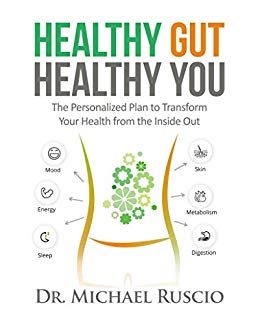 HEALTHY GUT
HEALTHY YOU
The Personalized Plan to Transform
Your Health from the Inside Out
Mood
Skin
Energy
Metabolism
Sleep
Digestion
DR. MICHAEL RUSCIO